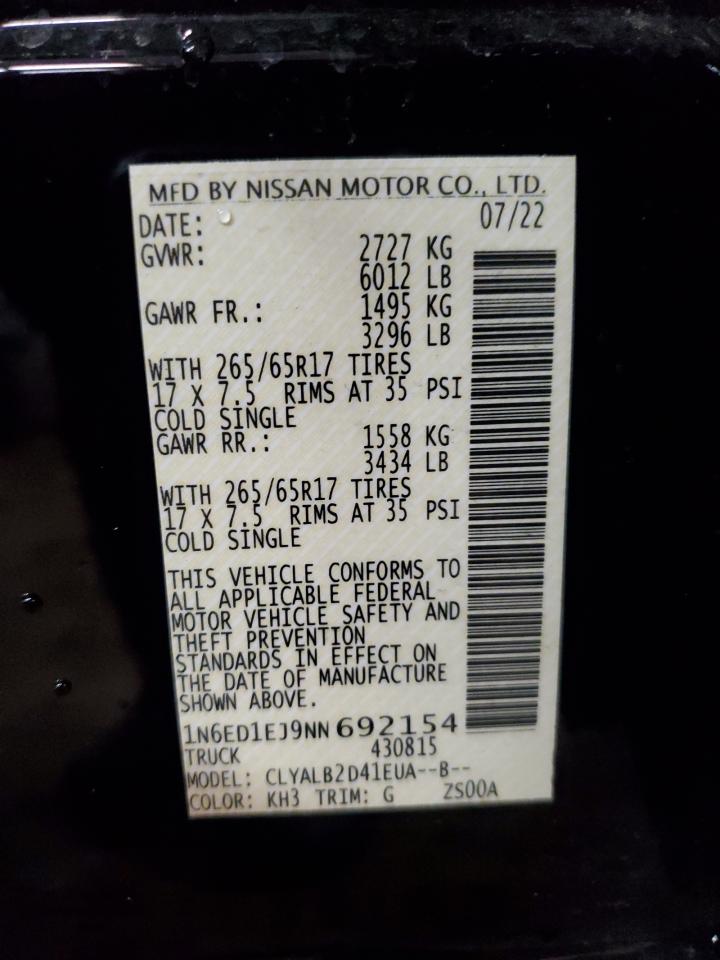 MFD BY NISSAN MOTOR CO., LTD.
DATE: 07/22
GVWR: 2727 KG
6012 LB
GAWR FR.: 1495 KG
3296 LB
WITH 265/65R17 TIRES
17 X 7.5 RIMS AT 35 PSI
COLD SINGLE
GAWR RR.: 1558 KG
3434 LB
WITH 265/65R17 TIRES
17 X 7.5 RIMS AT 35 PSI
COLD SINGLE
THIS VEHICLE CONFORMS TO
ALL APPLICABLE FEDERAL
MOTOR VEHICLE SAFETY AND
THEFT PREVENTION
STANDARDS IN EFFECT ON
THE DATE OF MANUFACTURE
SHOWN ABOVE.
1N6ED1EJ9NN692154
TRUCK 430815
MODEL: CLYALB2D41EUA--B--
COLOR: KH3 TRIM: G ZS00A